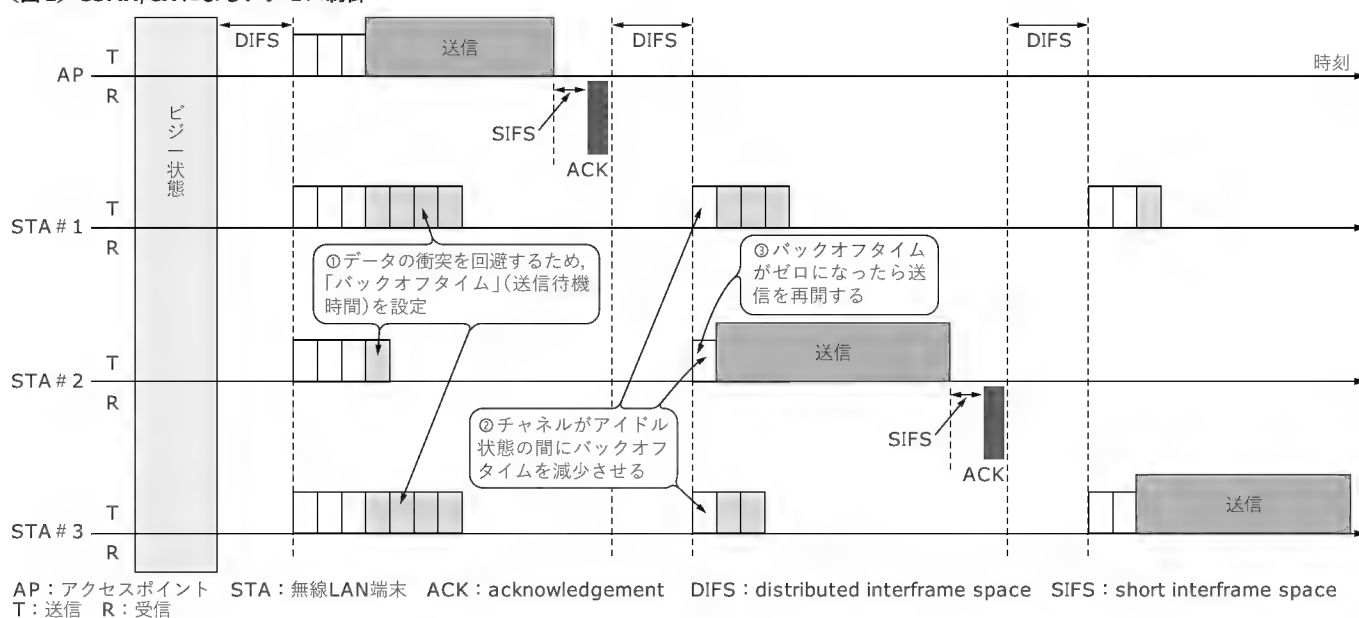 DIFS
DIFS
DIFS
T
送信
AP
時刻
R
SIFS
ACK
ビジー状態
T
STA#1
R
①データの衝突を回避するため,
「バックオフタイム」(送信待機
時間)を設定
③バックオフタイム
がゼロになったら送
信を再開する
T
送信
STA#2
R
②チャネルがアイドル
状態の間にバックオフ
タイムを減少させる
SIFS
ACK
T
送信
STA#3
R
AP：アクセスポイント STA：無線LAN端末 ACK：acknowledgement DIFS：distributed interframe space SIFS：short interframe space
T：送信 R：受信